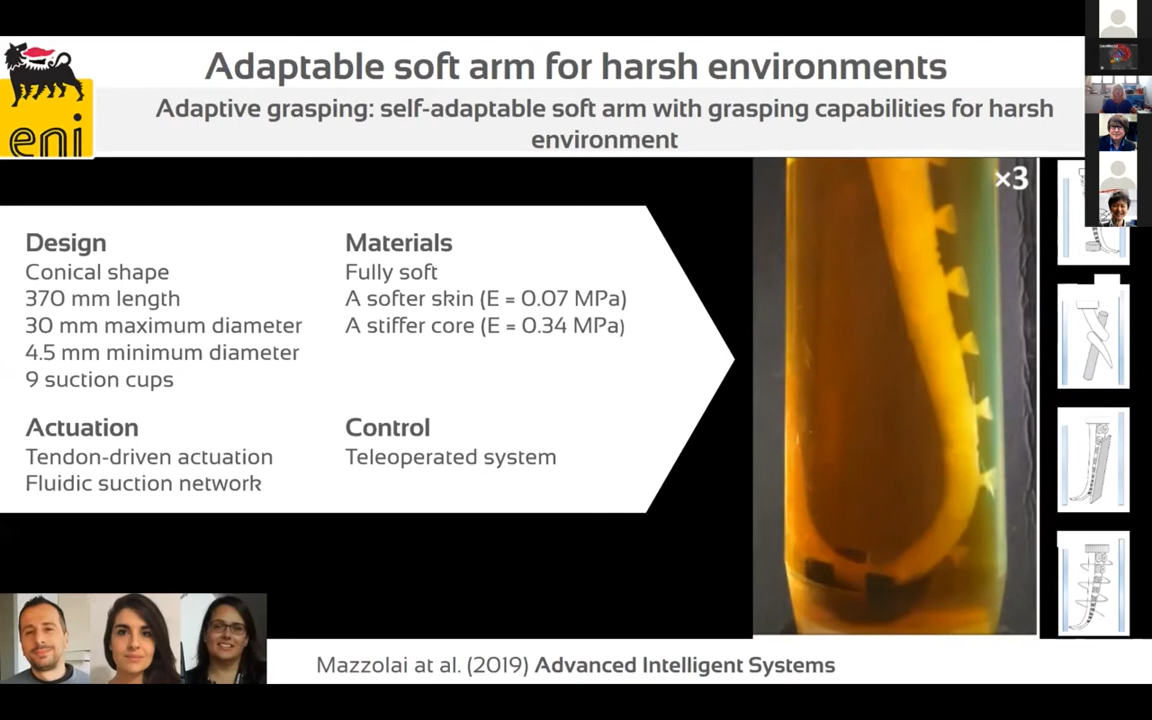 eni
Adaptable soft arm for harsh environments
Adaptive grasping: self-adaptable soft arm with grasping capabilities for harsh
environment
×3
Design
Conical shape
370 mm length
30 mm maximum diameter
4.5 mm minimum diameter
9 suction cups
Materials
Fully soft
A softer skin (E = 0.07 MPa)
A stiffer core (E = 0.34 MPa)
Actuation
Tendon-driven actuation
Fluidic suction network
Control
Teleoperated system
Mazzolai at al. (2019) Advanced Intelligent Systems